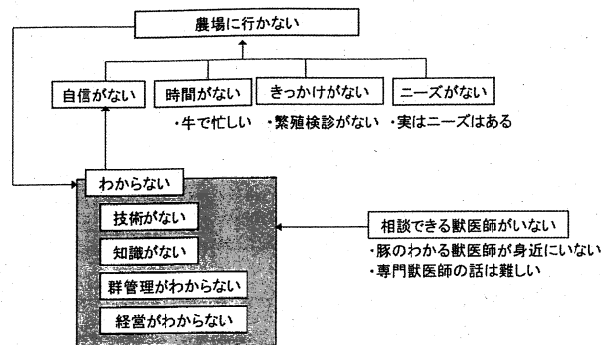 農場に行かない
自信がない
時間がない
きっかけがない
ニーズがない
・牛で忙しい
・繁殖検診がない
・実はニーズはある
わからない
技術がない
知識がない
群管理がわからない
経営がわからない
相談できる獣医師がいない
・豚のわかる獣医師が身近にいない
・専門獣医師の話は難しい